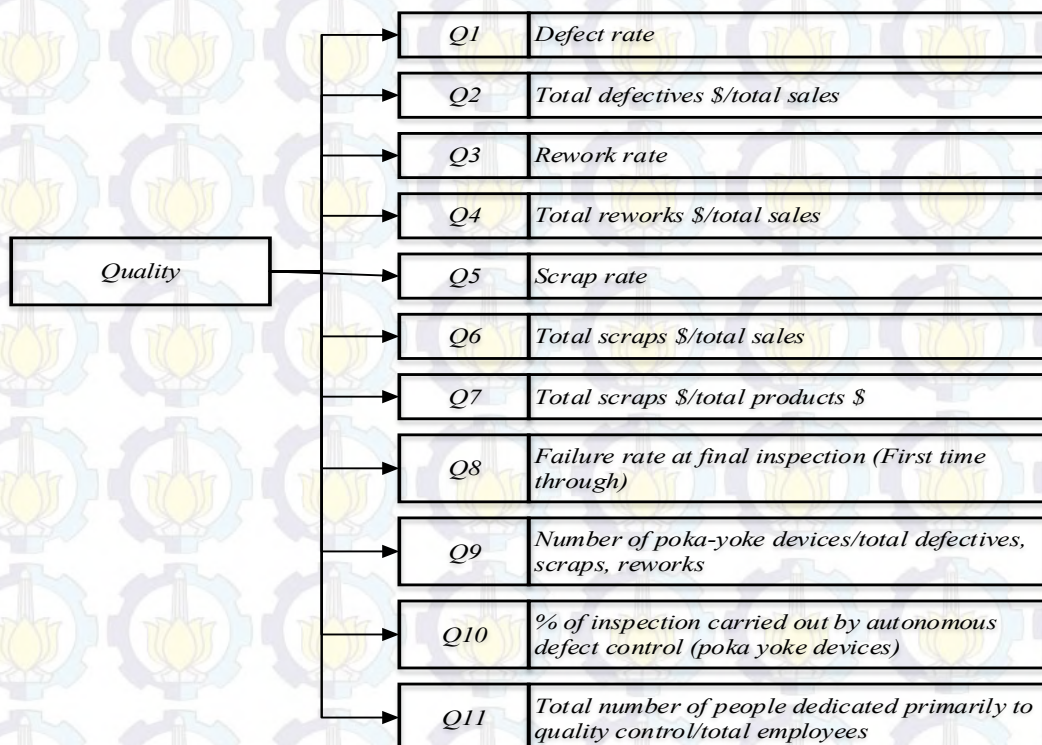 Q1 Defect rate
Q2 Total defectives $/total sales
Q3 Rework rate
Q4 Total reworks $/total sales
Quality
Q5 Scrap rate
Q6 Total scraps $/total sales
Q7 Total scraps $/total products $
Q8 Failure rate at final inspection (First time
through)
Q9 Number of poka-yoke devices/total defectives,
scraps, reworks
Q10 % of inspection carried out by autonomous
defect control (poka yoke devices)
Q11 Total number of people dedicated primarily to
quality control/total employees